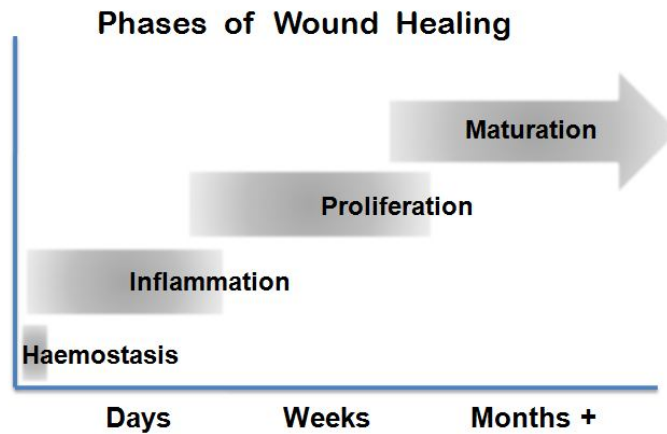 Phases of Wound Healing
Maturation
Proliferation
Inflammation
Haemostasis
Days Weeks Months +